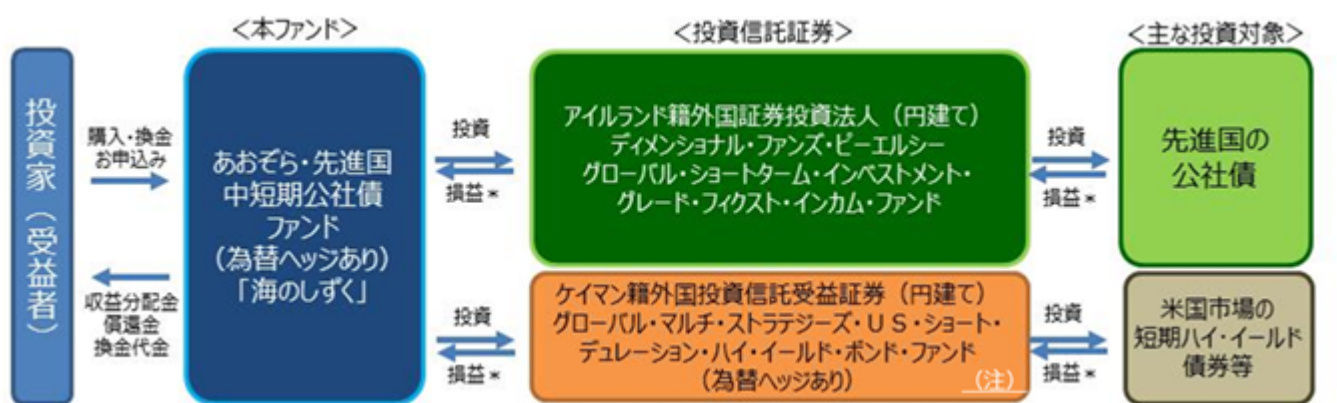 ＜本ファンド＞
＜投資信託証券＞
＜主な投資対象＞
投資家（受益者）
購入・換金
お申込み
収益分配金
償還金
換金代金
あおぞら・先進国
中短期公社債
ファンド
（為替ヘッジあり）
「海のしずく」
投資
損益＊
投資
損益＊
アイルランド籍外国証券投資法人（円建て）
ディメンショナル・ファンズ・ピーエルシー
グローバル・ショートターム・インベストメント・
グレード・フィクスト・インカム・ファンド
ケイマン籍外国投資信託受益証券（円建て）
グローバル・マルチ・ストラテジーズ・ＵＳ・ショート・
デュレーション・ハイ・イールド・ボンド・ファンド
（為替ヘッジあり）（注）
投資
損益＊
投資
損益＊
先進国の
公社債
米国市場の
短期ハイ・イールド
債券等